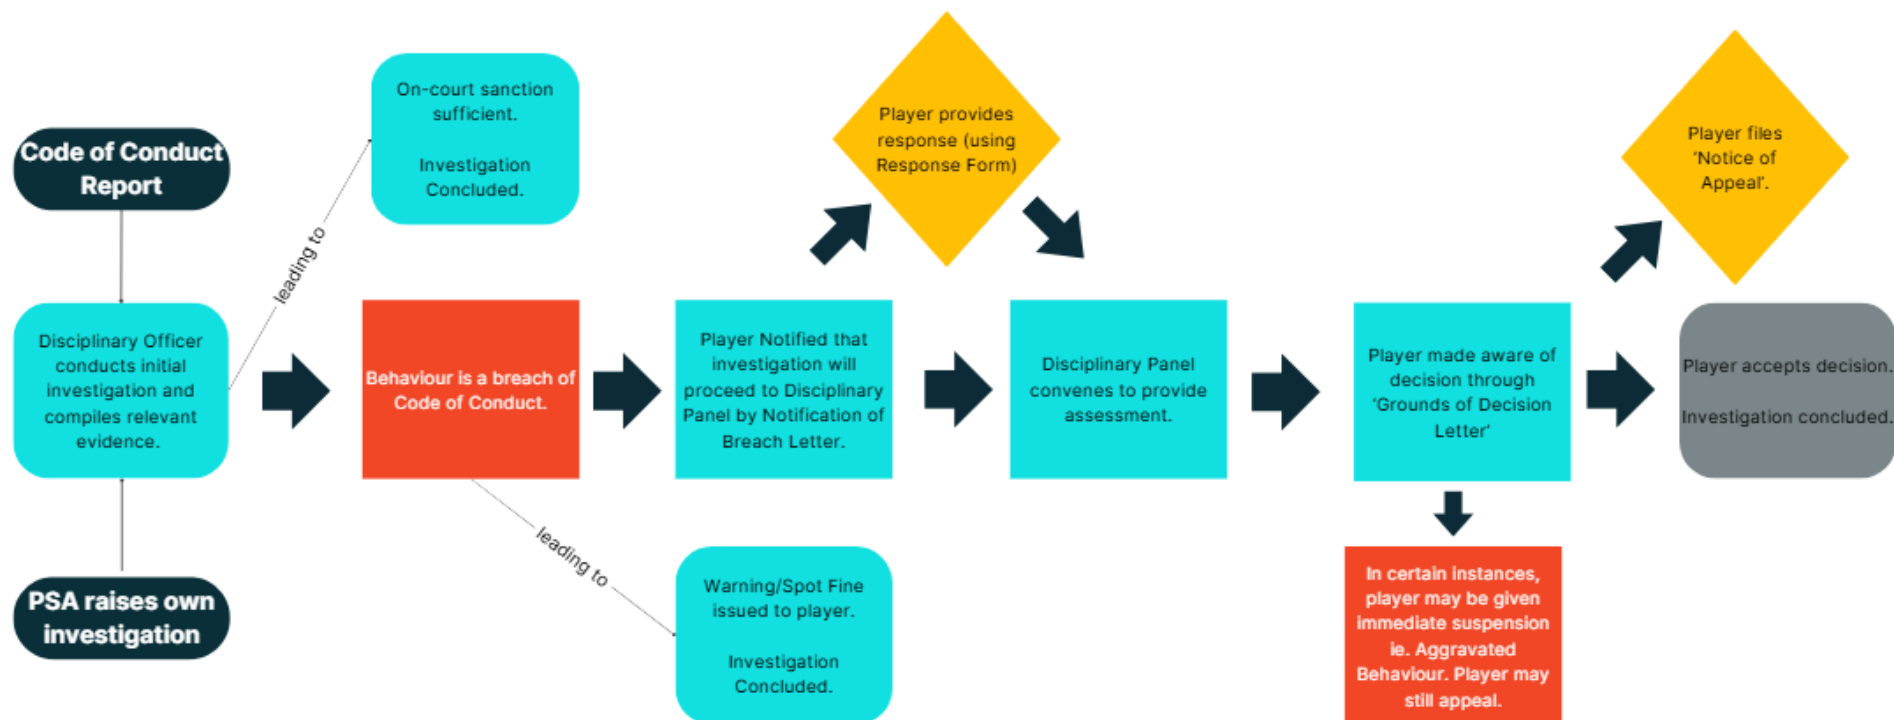 Code of Conduct
Report
Disciplinary Officer
conducts initial
investigation and
compiles relevant
evidence.
PSA raises own
investigation
leading to
On-court sanction
sufficient.
Investigation
Concluded.
Behaviour is a breach of
Code of Conduct.
leading to
Warning/Spot Fine
issued to player.
Investigation
Concluded.
Player Notified that
investigation will
proceed to Disciplinary
Panel by Notification of
Breach Letter.
Player provides
response (using
Response Form)
Disciplinary Panel
convenes to provide
assessment.
Player made aware of
decision through
‘Grounds of Decision
Letter’
In certain instances,
player may be given
immediate suspension
ie. Aggravated
Behaviour. Player may
still appeal.
Player files
‘Notice of
Appeal’.
Player accepts decision.
Investigation concluded.